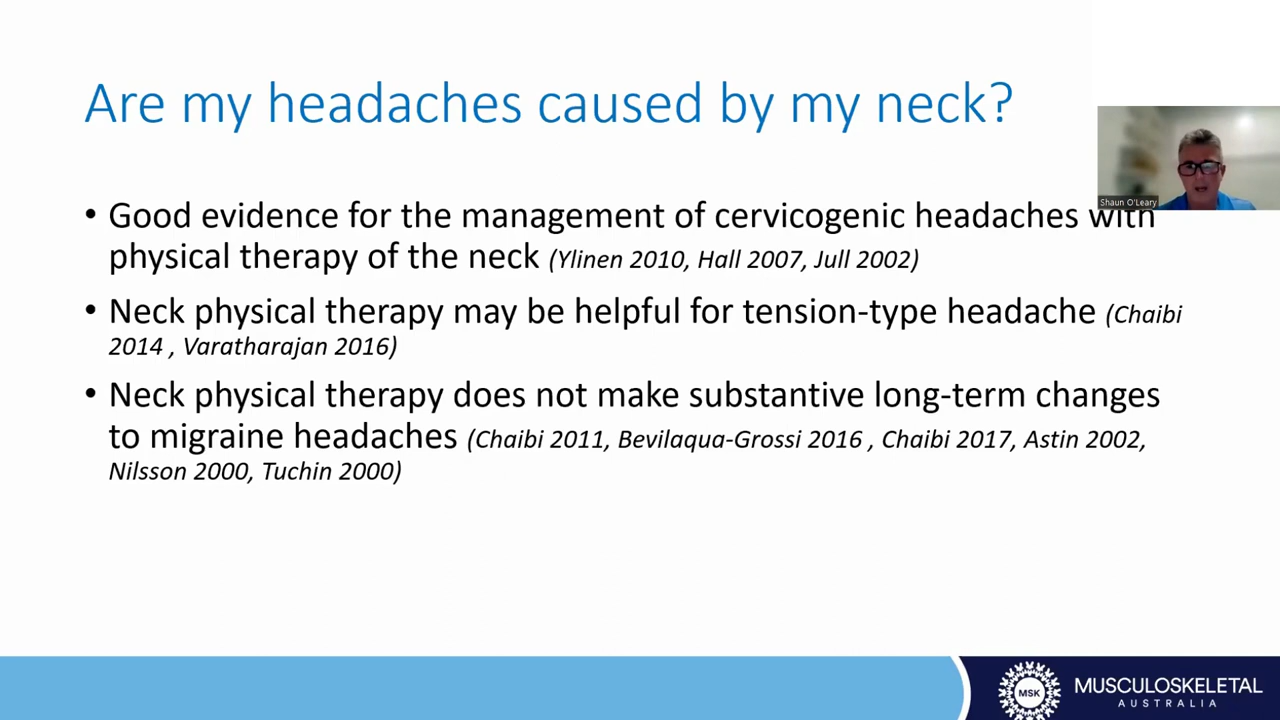 Are my headaches caused by my neck?
Shaun O'Leary
• Good evidence for the management of cervicogenic headaches with
physical therapy of the neck (Ylinen 2010, Hall 2007, Jull 2002)
• Neck physical therapy may be helpful for tension-type headache (Chaibi
2014 , Varatharajan 2016)
• Neck physical therapy does not make substantive long-term changes
to migraine headaches (Chaibi 2011, Bevilaqua-Grossi 2016 , Chaibi 2017, Astin 2002,
Nilsson 2000, Tuchin 2000)
MSK
MUSCULOSKELETAL
AUSTRALIA